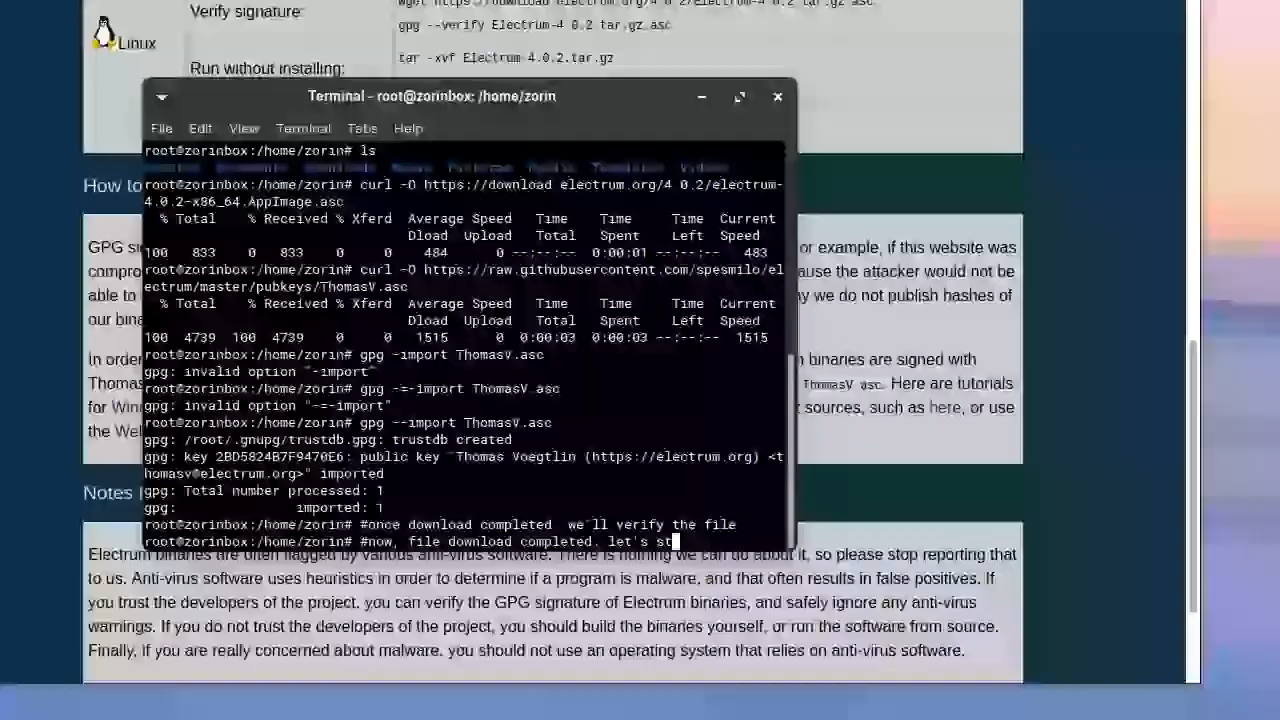 Verify signature:
gpg --verify Electrum-4 0.2 tar.gz asc
Linux
Run without installing:
tar -xvf Electrum-4.0.2.tar.gz
Terminal - root@zorinbox: /home/zorin
File Edit View Terminal Tabs Help
root@zorinbox:/home/zorin# ls
root@zorinbox:/home/zorin# curl -O https://download electrum.org/4 0.2/electrum-
4.0.2-x86_64.AppImage.asc
% Total % Received % Xferd Average Speed Time Time Time Current
Dload Upload Total Spent Left Speed
100 833 0 833 0 0 484 0 --:--:-- 0:00:01 --:--:-- 483
root@zorinbox:/home/zorin# curl -O https://raw.githubusercontent.com/spesmilo/el
ectrum/master/pubkeys/ThomasV.asc
% Total % Received % Xferd Average Speed Time Time Time Current
Dload Upload Total Spent Left Speed
100 4739 100 4739 0 0 1515 0 0:00:03 0:00:03 --:--:-- 1515
root@zorinbox:/home/zorin# gpg -import ThomasV.asc
gpg: invalid option "-import"
root@zorinbox:/home/zorin# gpg -=-import ThomasV.asc
gpg: invalid option "-=-import"
root@zorinbox:/home/zorin# gpg --import ThomasV.asc
gpg: /root/.gnupg/trustdb.gpg: trustdb created
gpg: key 2BD5824B7F9470E6: public key "Thomas Voegtlin (https://electrum.org) <t
homasv@electrum.org>" imported
gpg: Total number processed: 1
gpg: imported: 1
root@zorinbox:/home/zorin# #once download completed we'll verify the file
root@zorinbox:/home/zorin# #now, file download completed. let's st
How to
GPG si or example, if this website was
compro ause the attacker would not be
able to y we do not publish hashes of
our bina
In order binaries are signed with
Thomas ThomasV asc. Here are tutorials
for Win sources, such as here, or use
the Wel
Notes
Electrum binaries are often flagged by various anti-virus software. There is nothing we can do about it, so please stop reporting that
to us. Anti-virus software uses heuristics in order to determine if a program is malware, and that often results in false positives. If
you trust the developers of the project, you can verify the GPG signature of Electrum binaries, and safely ignore any anti-virus
warnings. If you do not trust the developers of the project, you should build the binaries yourself, or run the software from source.
Finally, if you are really concerned about malware, you should not use an operating system that relies on anti-virus software.